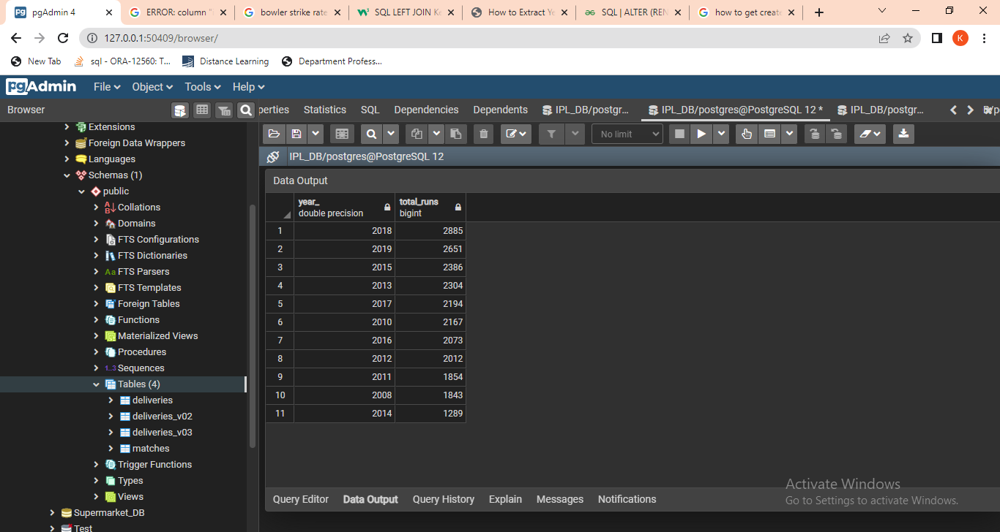 pgAdmin 4
ERROR: column "
bowler strike rate
SQL LEFT JOIN Ke
How to Extract Ye
SQL | ALTER (REN
how to get create
127.0.0.1:50409/browser/
K
New Tab
sql - ORA-12560: T...
Distance Learning
Department Profess...
pgAdmin
File
Object
Tools
Help
Browser
perties
Statistics
SQL
Dependencies
Dependents
IPL_DB/postgr...
IPL_DB/postgres@PostgreSQL 12 *
IPL_DB/postgr...
Extensions
Foreign Data Wrappers
Languages
Schemas (1)
public
Collations
Domains
FTS Configurations
FTS Dictionaries
FTS Parsers
FTS Templates
Foreign Tables
Functions
Materialized Views
Procedures
Sequences
Tables (4)
deliveries
deliveries_v02
deliveries_v03
matches
Trigger Functions
Types
Views
Supermarket_DB
Test
No limit
IPL_DB/postgres@PostgreSQL 12
Data Output
year_ total_runs
double precision bigint
1 2018 2885
2 2019 2651
3 2015 2386
4 2013 2304
5 2017 2194
6 2010 2167
7 2016 2073
8 2012 2012
9 2011 1854
10 2008 1843
11 2014 1289
Activate Windows
Go to Settings to activate Windows.
Query Editor
Data Output
Query History
Explain
Messages
Notifications